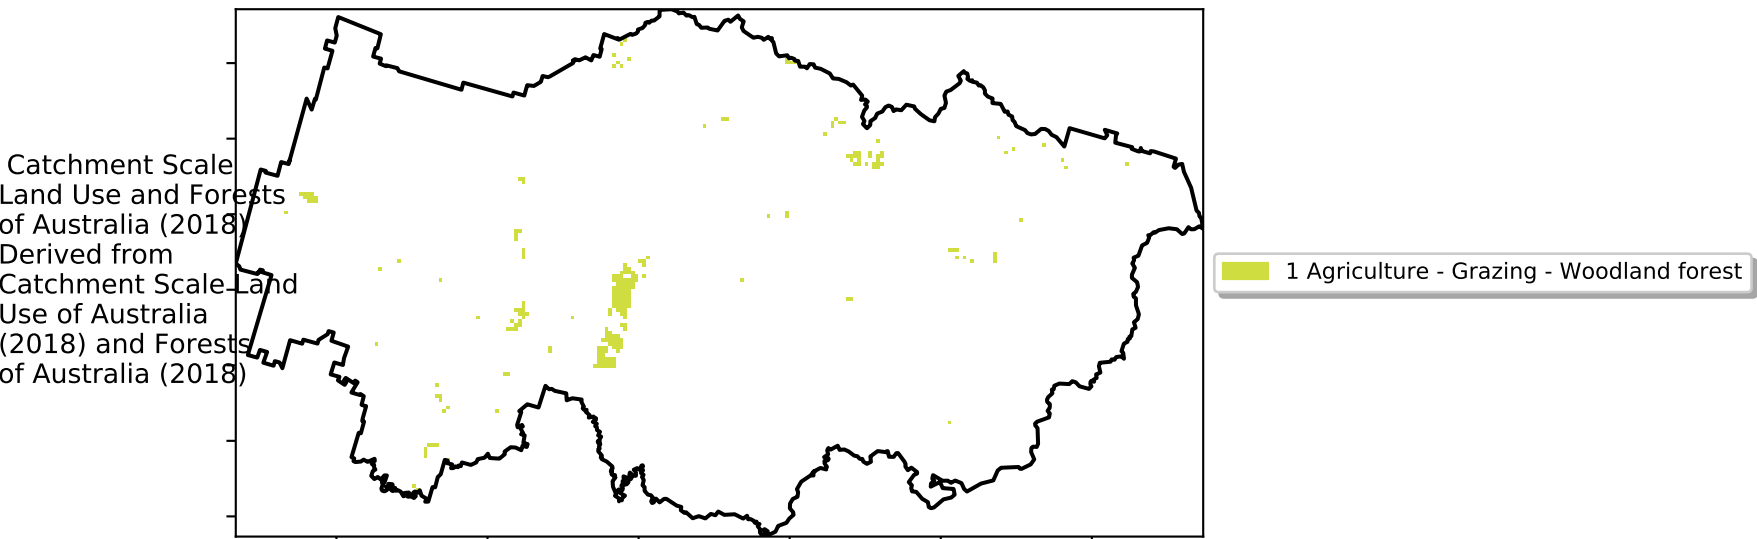 Catchment Scale
Land Use and Forests
of Australia (2018)
Derived from
Catchment Scale Land
Use of Australia
(2018) and Forests
of Australia (2018)
1 Agriculture - Grazing - Woodland forest